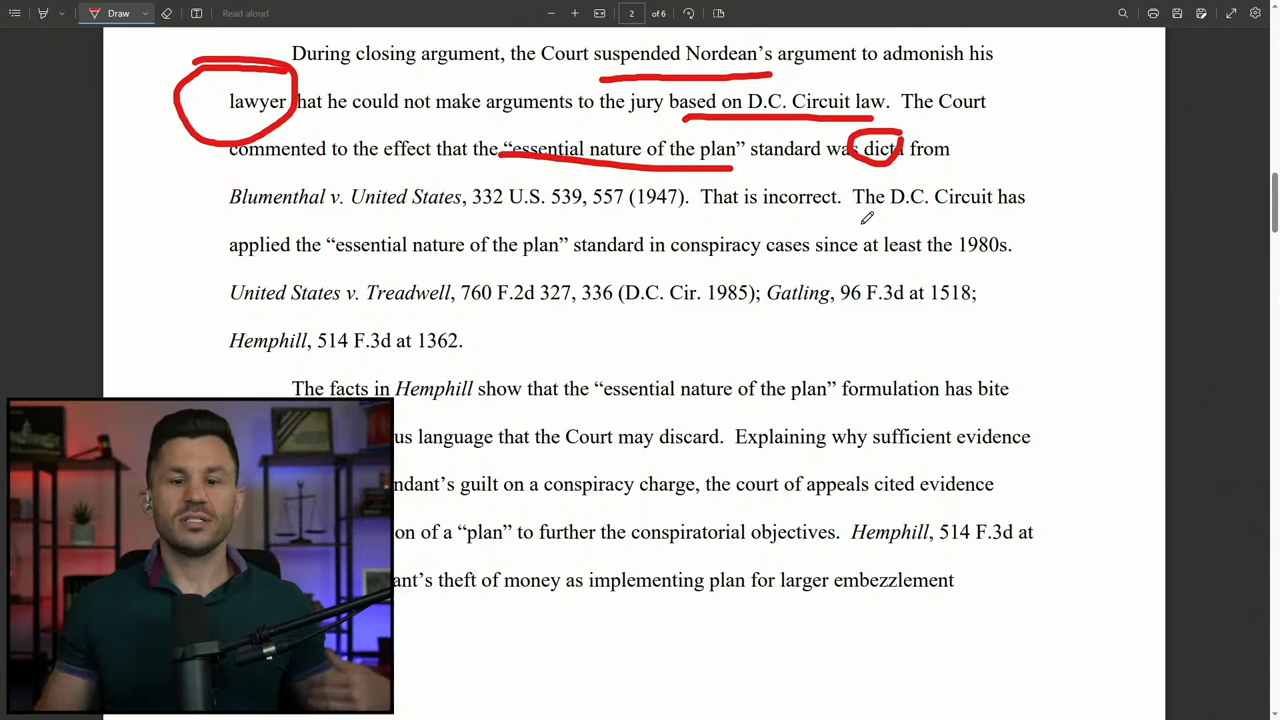 Draw
Read aloud
2 of 6
During closing argument, the Court suspended Nordean's argument to admonish his
lawyer that he could not make arguments to the jury based on D.C. Circuit law. The Court
commented to the effect that the “essential nature of the plan” standard was dicta from
Blumenthal v. United States, 332 U.S. 539, 557 (1947). That is incorrect. The D.C. Circuit has
applied the “essential nature of the plan” standard in conspiracy cases since at least the 1980s.
United States v. Treadwell, 760 F.2d 327, 336 (D.C. Cir. 1985); Gatling, 96 F.3d at 1518;
Hemphill, 514 F.3d at 1362.
The facts in Hemphill show that the “essential nature of the plan” formulation has bite
us language that the Court may discard. Explaining why sufficient evidence
ndant's guilt on a conspiracy charge, the court of appeals cited evidence
on of a “plan” to further the conspiratorial objectives. Hemphill, 514 F.3d at
ant's theft of money as implementing plan for larger embezzlement